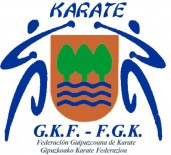 KARATE
G.K.F. - F.G.K.
Federación Guipuzcoana de Karate
Gipuzkoako Karate Federazioa